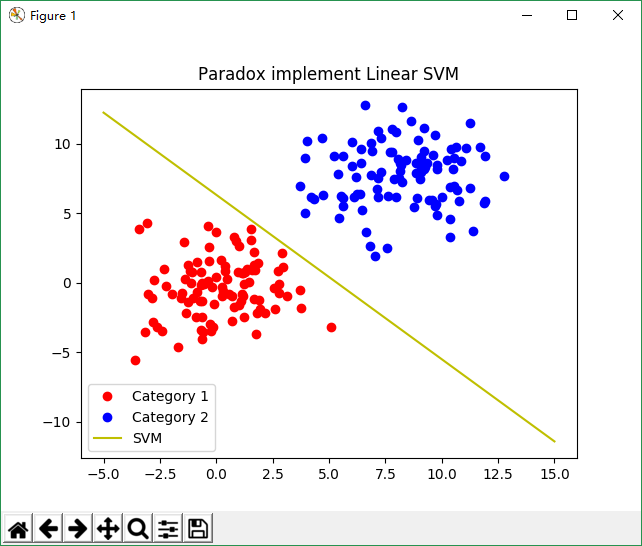 Figure 1
Paradox implement Linear SVM
10
5
0
−5
−10
Category 1
Category 2
SVM
−5.0 −2.5 0.0 2.5 5.0 7.5 10.0 12.5 15.0